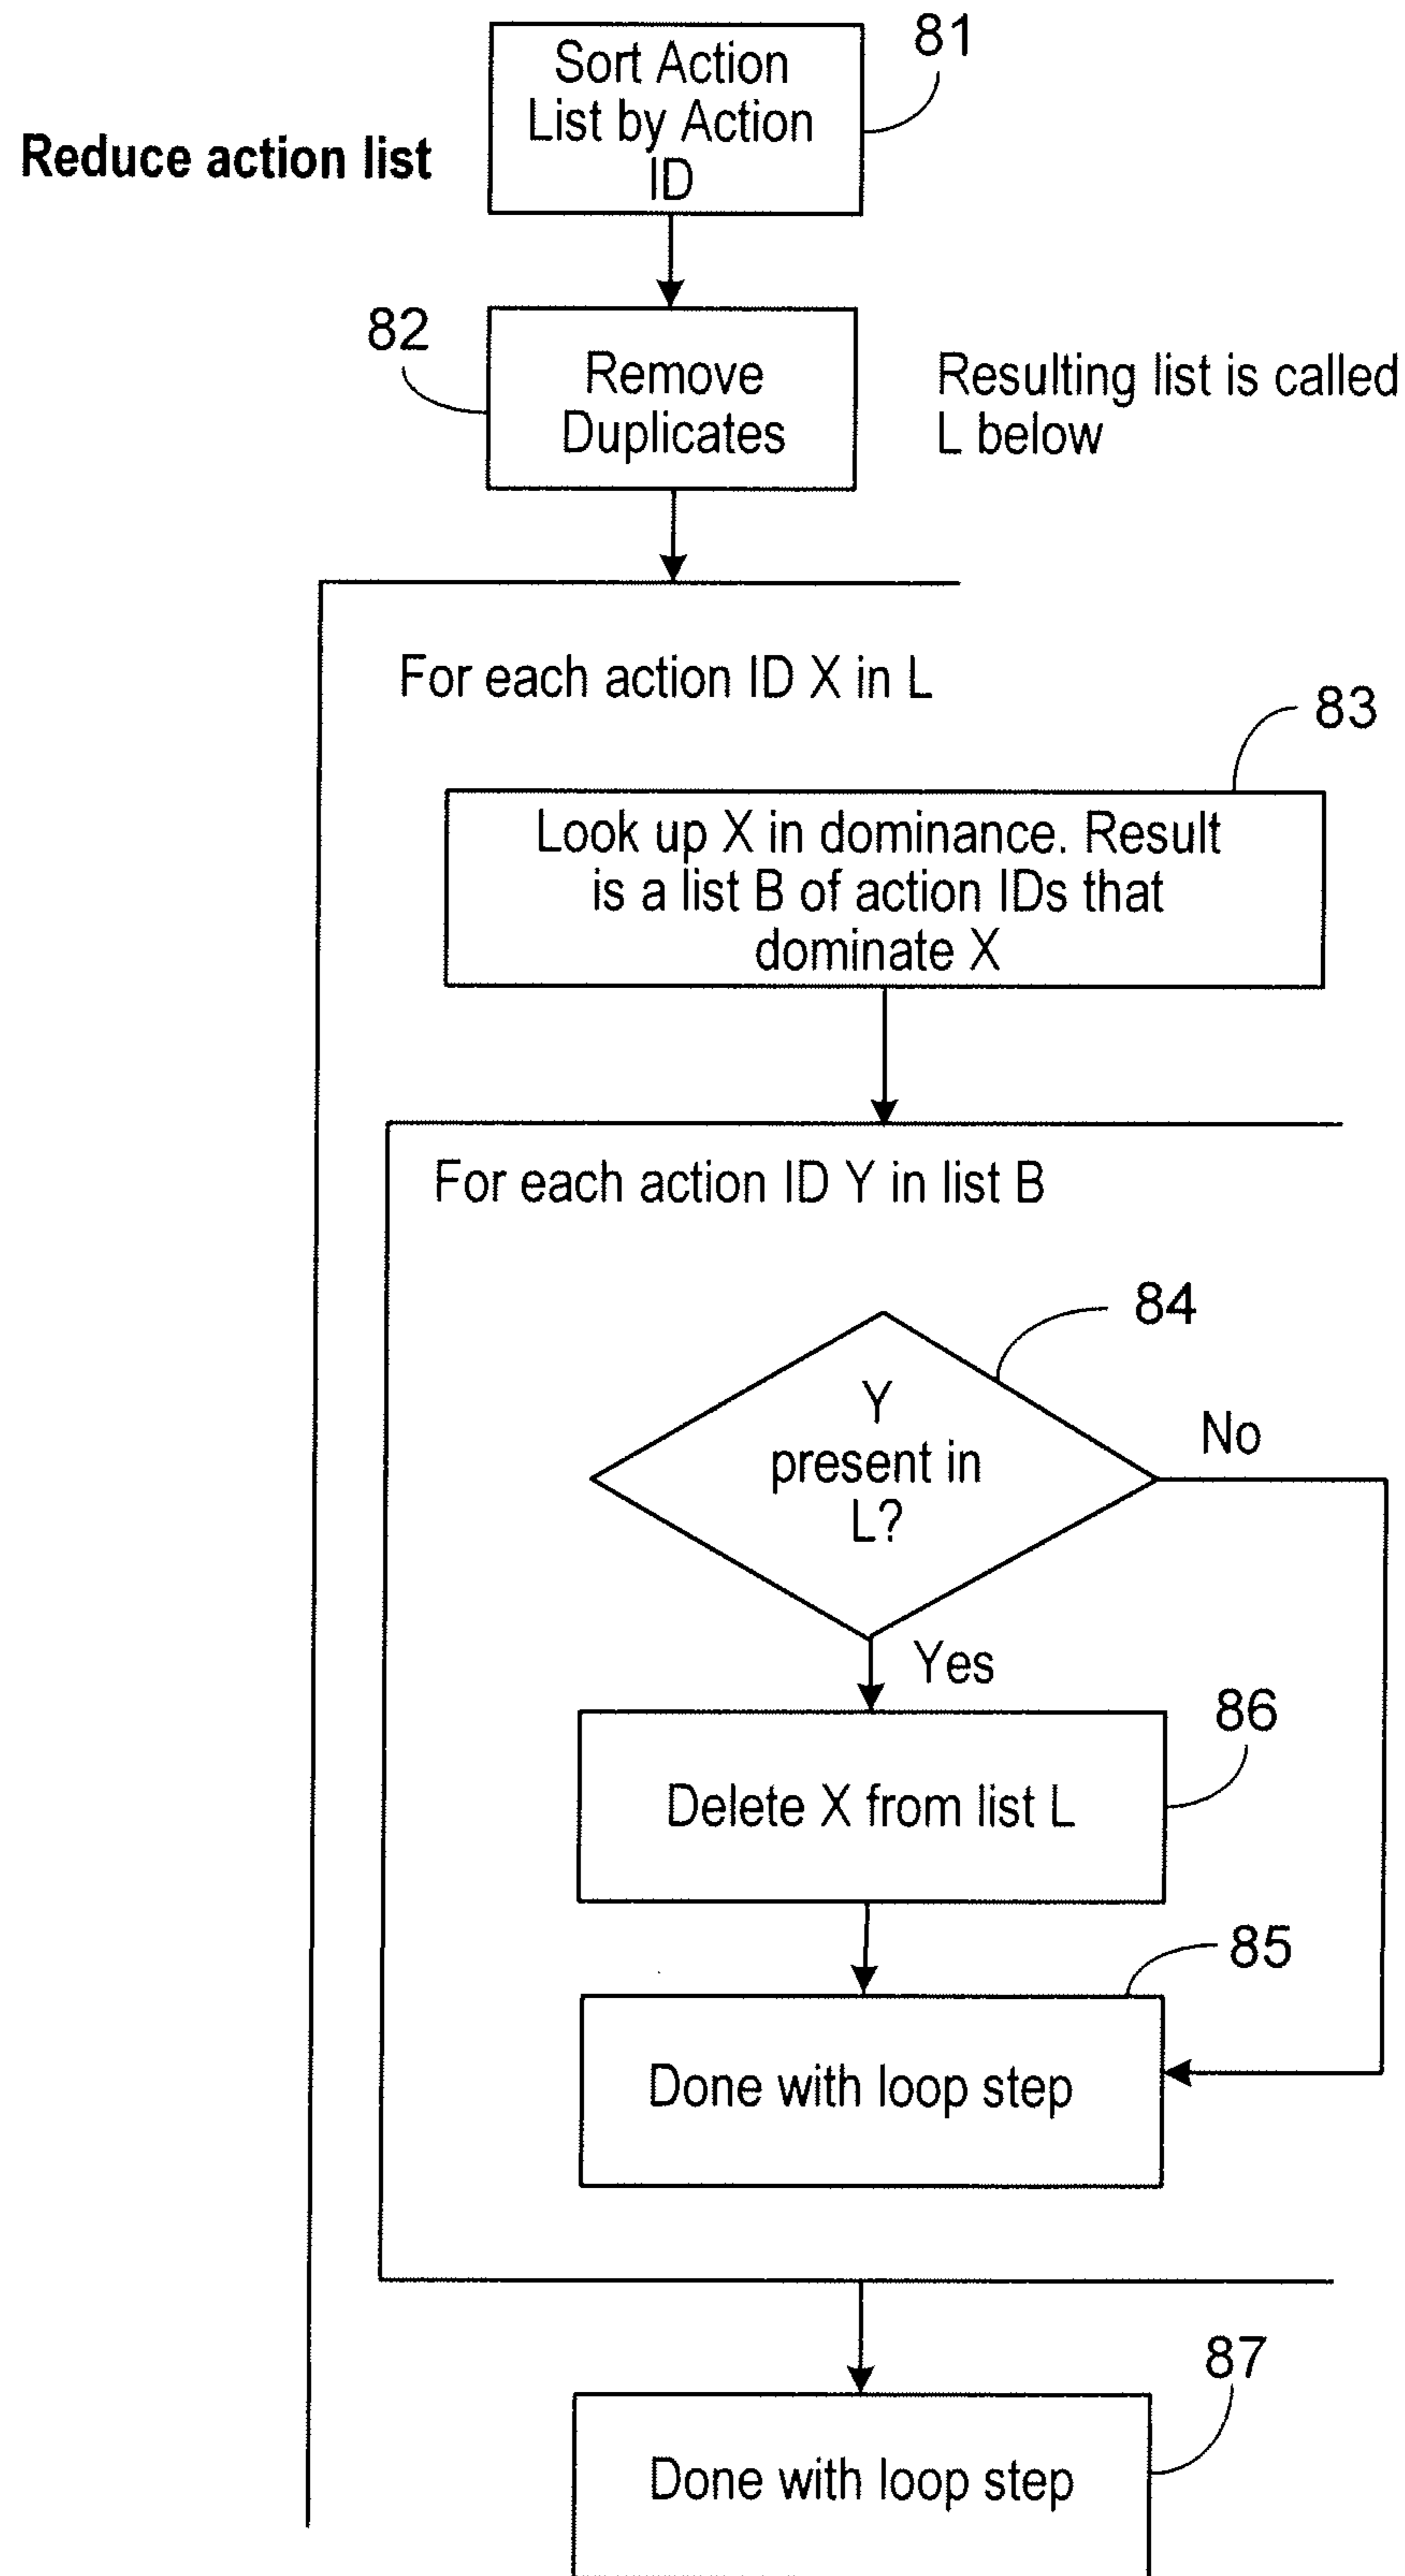 81
Sort Action
List by Action
ID
Reduce action list
82
Remove
Duplicates
Resulting list is called
L below
For each action ID X in L
83
Look up X in dominance. Result
is a list B of action IDs that
dominate X
For each action ID Y in list B
84
Y
present in
L?
No
Yes
86
Delete X from list L
85
Done with loop step
87
Done with loop step